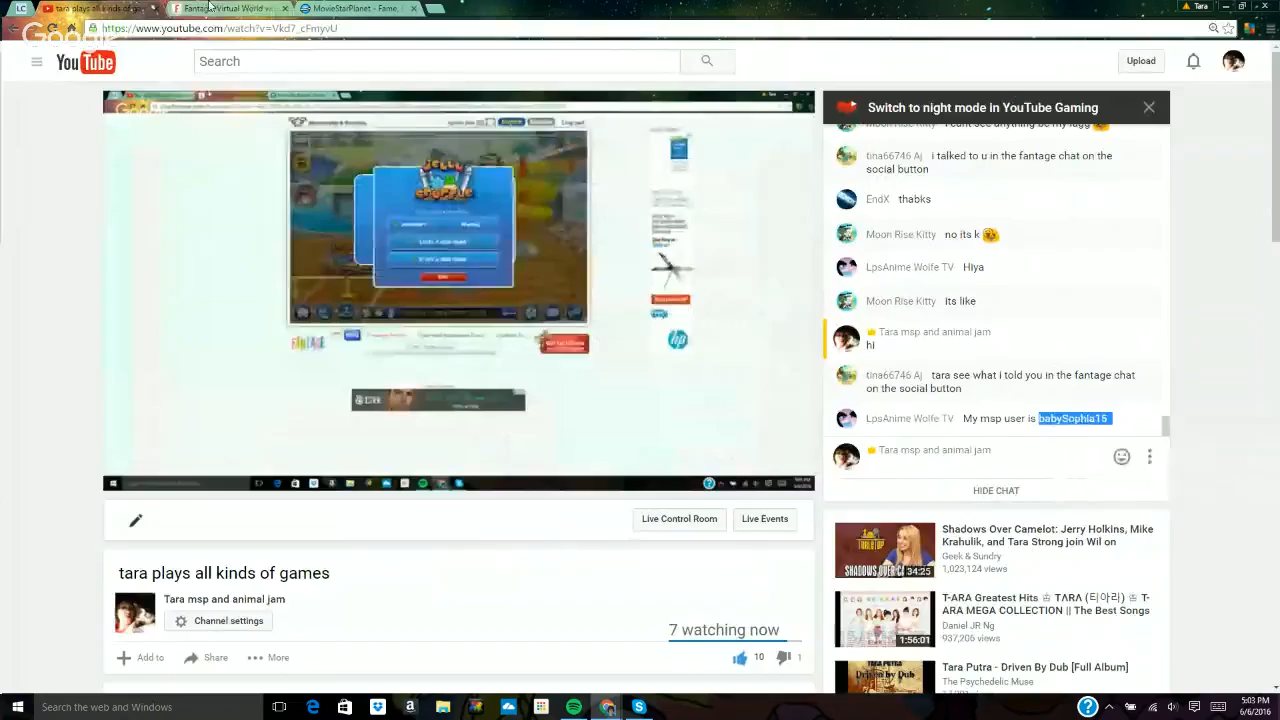 LC
tara plays all kinds of ga
Fantage Virtual World
MovieStarPlanet - Fame,
Tara
https://www.youtube.com/watch?v=Vkd7_cFmyvU
YouTube
Search
Upload
Switch to night mode in YouTube Gaming
tina66746 Aj i talked to u in the fantage chat on the
social button
EndX thabks
Moon Rise Kitty no its k
LpsAnime Wolfe TV Hiya
Moon Rise Kitty its like
Tara msp and animal jam
hi
tina66746 Aj tara see what i told you in the fantage chat
on the social button
LpsAnime Wolfe TV My msp user is babySophia15
Tara msp and animal jam
HIDE CHAT
JELLY
SHUFFLE
FANTAGE
LIVE
hp
Live Control Room
Live Events
tara plays all kinds of games
Tara msp and animal jam
Channel settings
7 watching now
Add to
Share
More
10
1
Shadows Over Camelot: Jerry Holkins, Mike
Krahulik, and Tara Strong join Wil on
Geek & Sundry
1,023,124 views
TABLETOP
34:25
T-ARA Greatest Hits ♕ TΛRΛ (티아라) ♕ T-
ARA MEGA COLLECTION || The Best Songs
Daniel JR Ng
937,206 views
1:56:01
Tara Putra - Driven By Dub [Full Album]
The Psychedelic Muse
Search the web and Windows
5:03 PM
6/6/2016